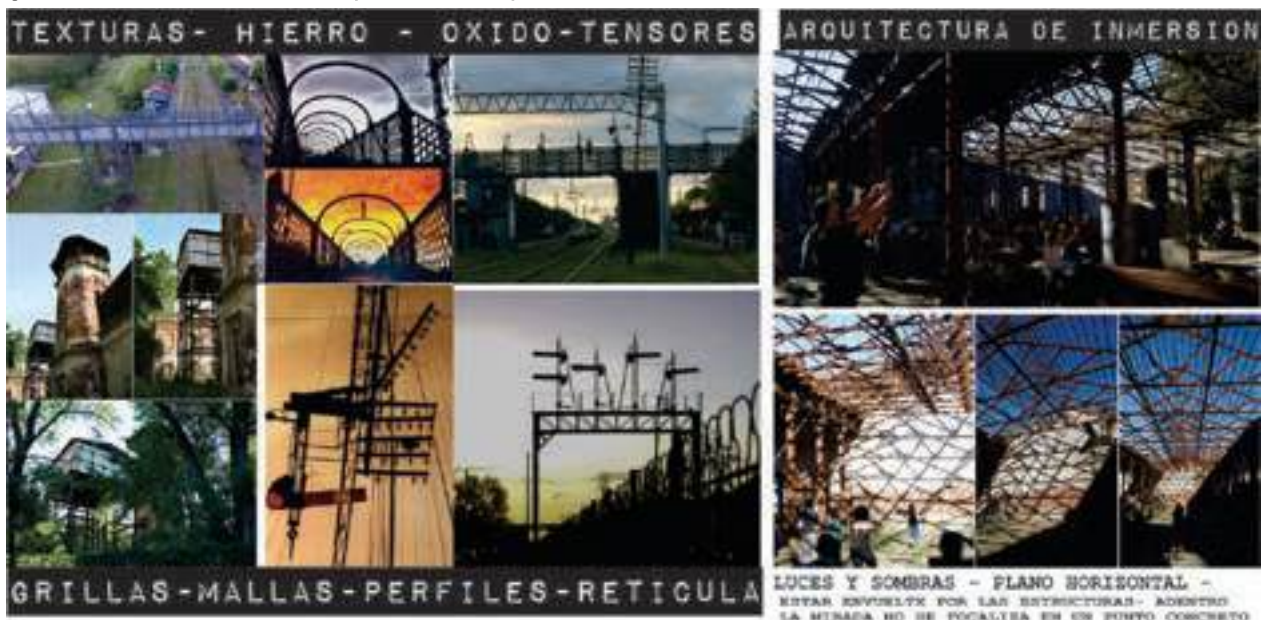 TEXTURAS- HIERRO - OXIDO-TENSORES
GRILLAS-MALLAS-PERFILES-RETICULA
ARQUITECTURA DE INMERSION
LUCES Y SOMBRAS - PLANO HORIZONTAL -
ESTAR ENVUELTX POR LAS ESTRUCTURAS- ADENTRO
LA MIRADA NO SE FOCALIZA EN UN PUNTO CONCRETO